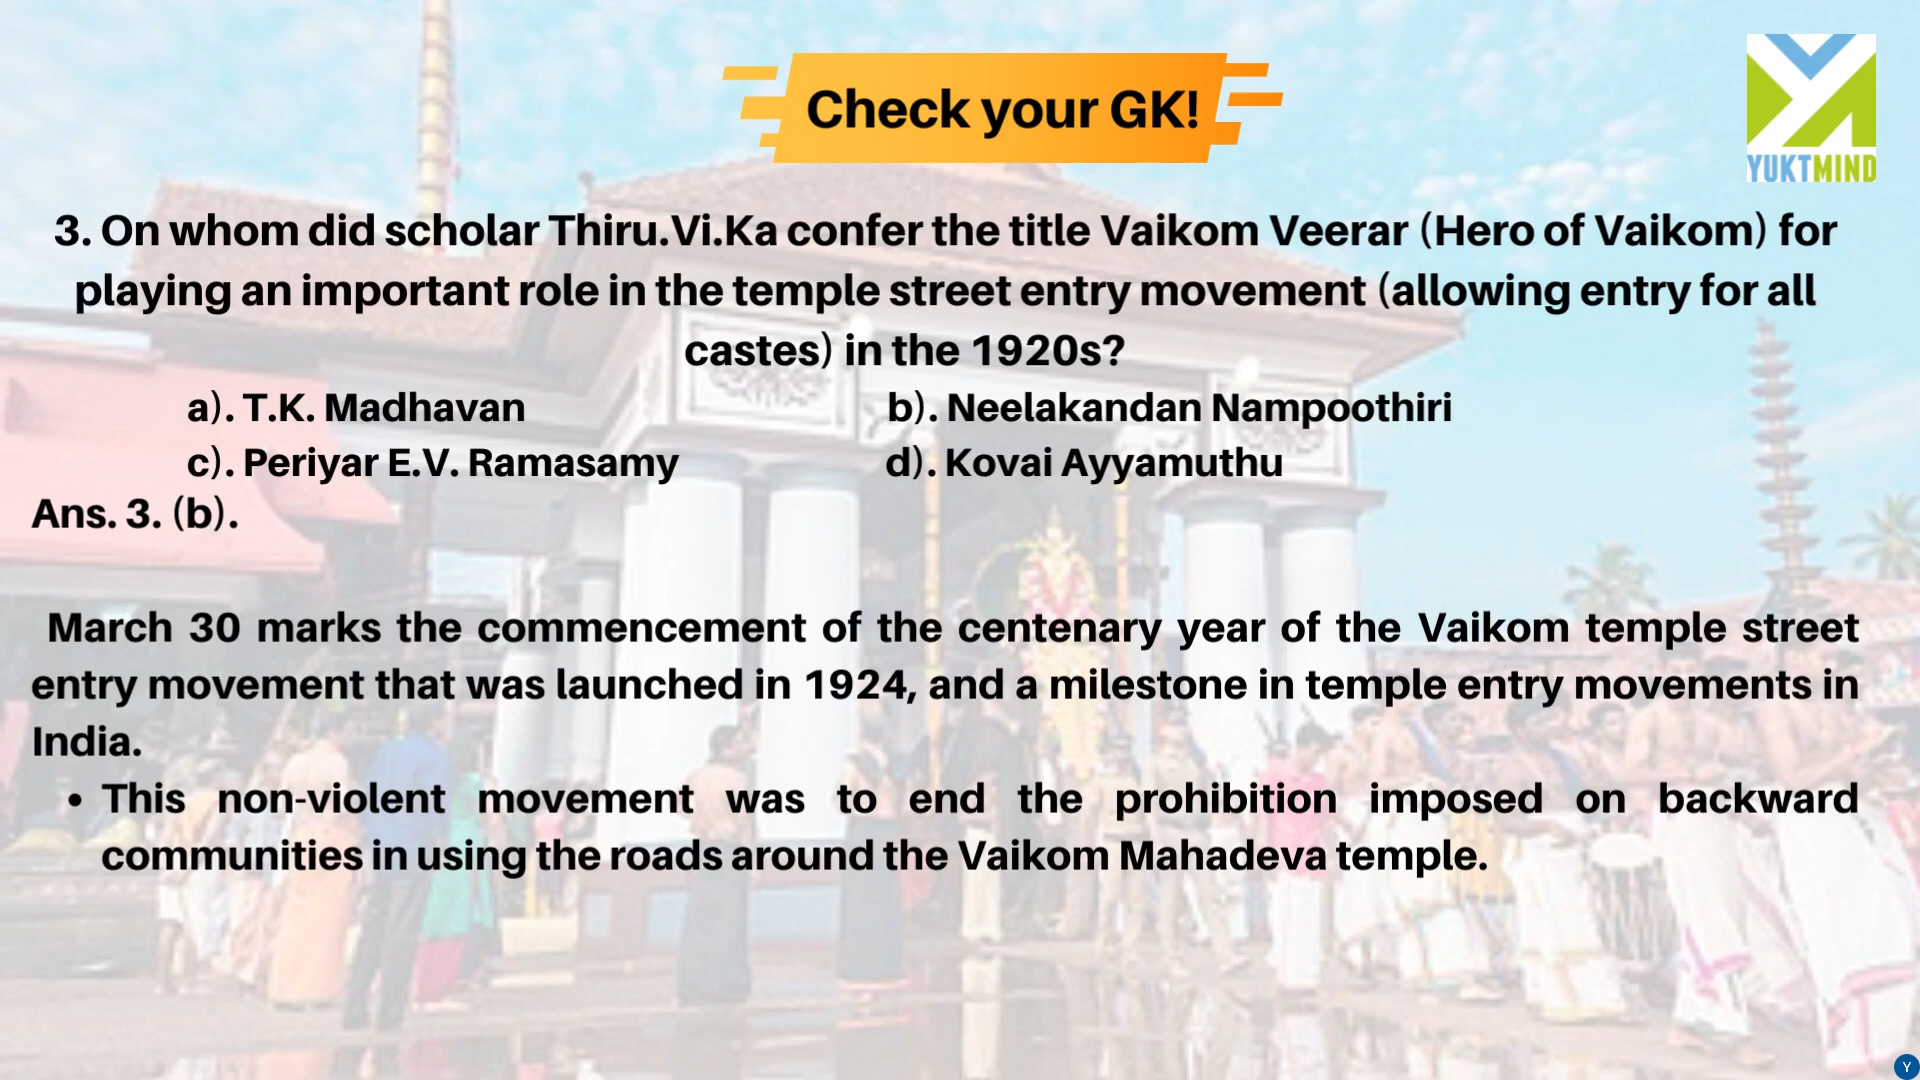 Check your GK!
YUKTMIND
3. On whom did scholar Thiru.Vi.Ka confer the title Vaikom Veerar (Hero of Vaikom) for
playing an important role in the temple street entry movement (allowing entry for all
castes) in the 1920s?
a). T.K. Madhavan b). Neelakandan Nampoothiri
c). Periyar E.V. Ramasamy d). Kovai Ayyamuthu
Ans. 3. (b).
March 30 marks the commencement of the centenary year of the Vaikom temple street
entry movement that was launched in 1924, and a milestone in temple entry movements in
India.
• This non-violent movement was to end the prohibition imposed on backward
communities in using the roads around the Vaikom Mahadeva temple.
Y